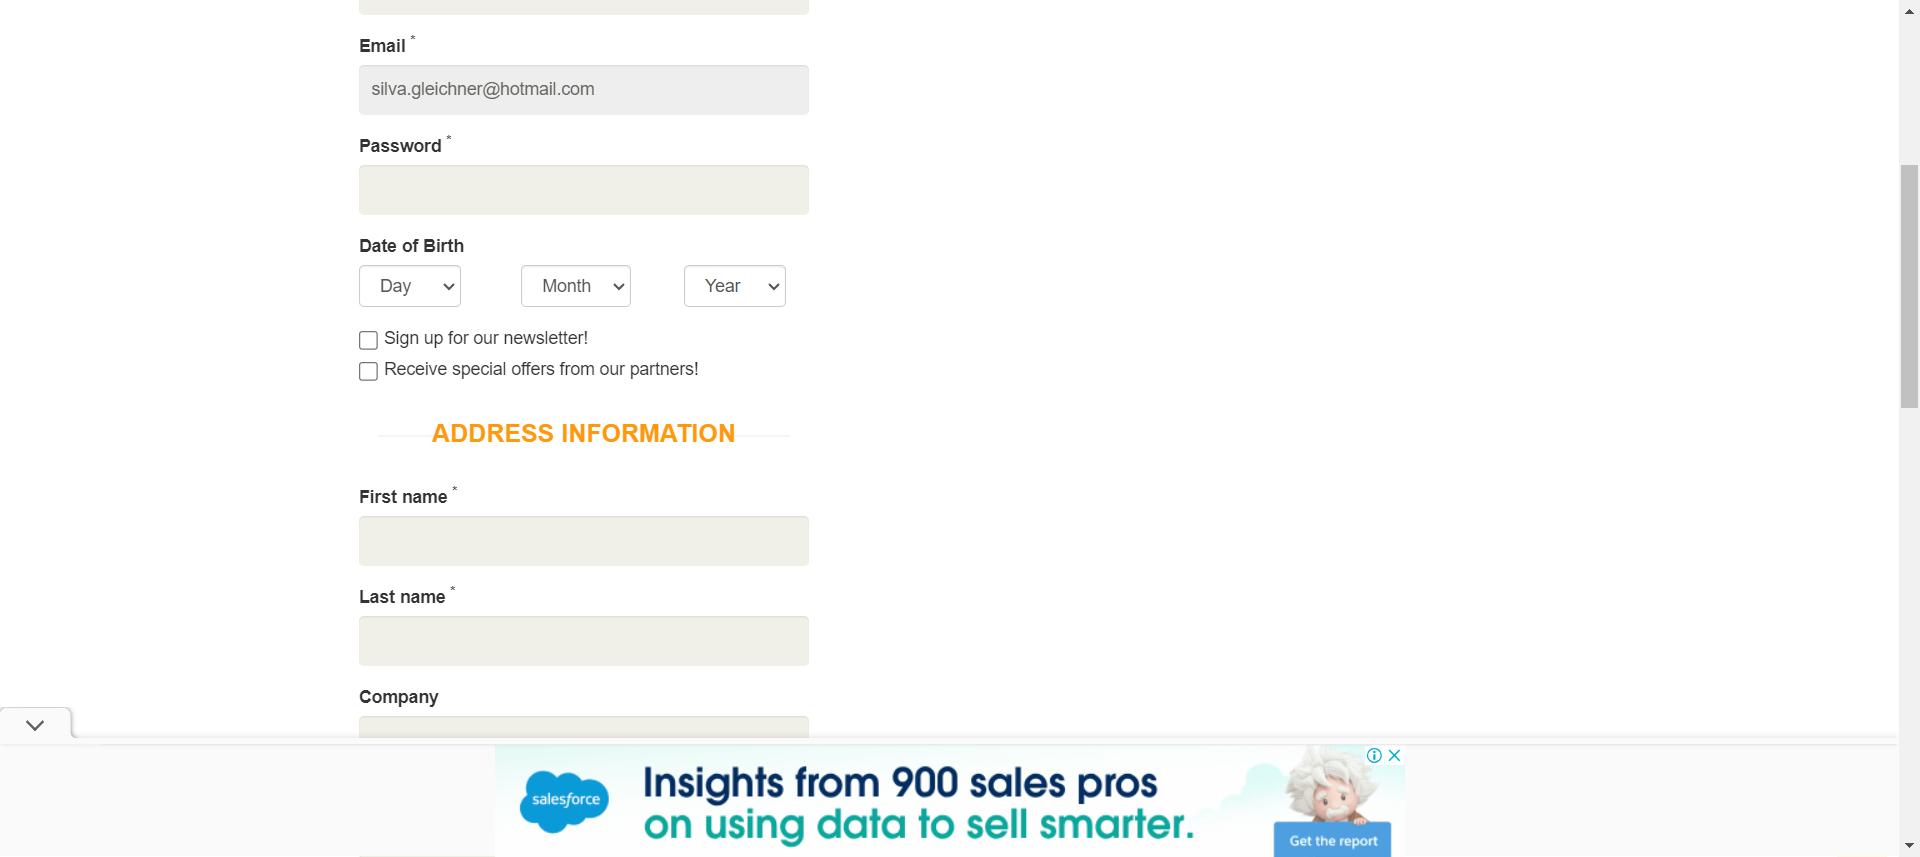 Email *
silva.gleichner@hotmail.com
Password *
Date of Birth
Day Month Year
Sign up for our newsletter!
Receive special offers from our partners!
ADDRESS INFORMATION
First name *
Last name *
Company
salesforce
Insights from 900 sales pros
on using data to sell smarter.
Get the report